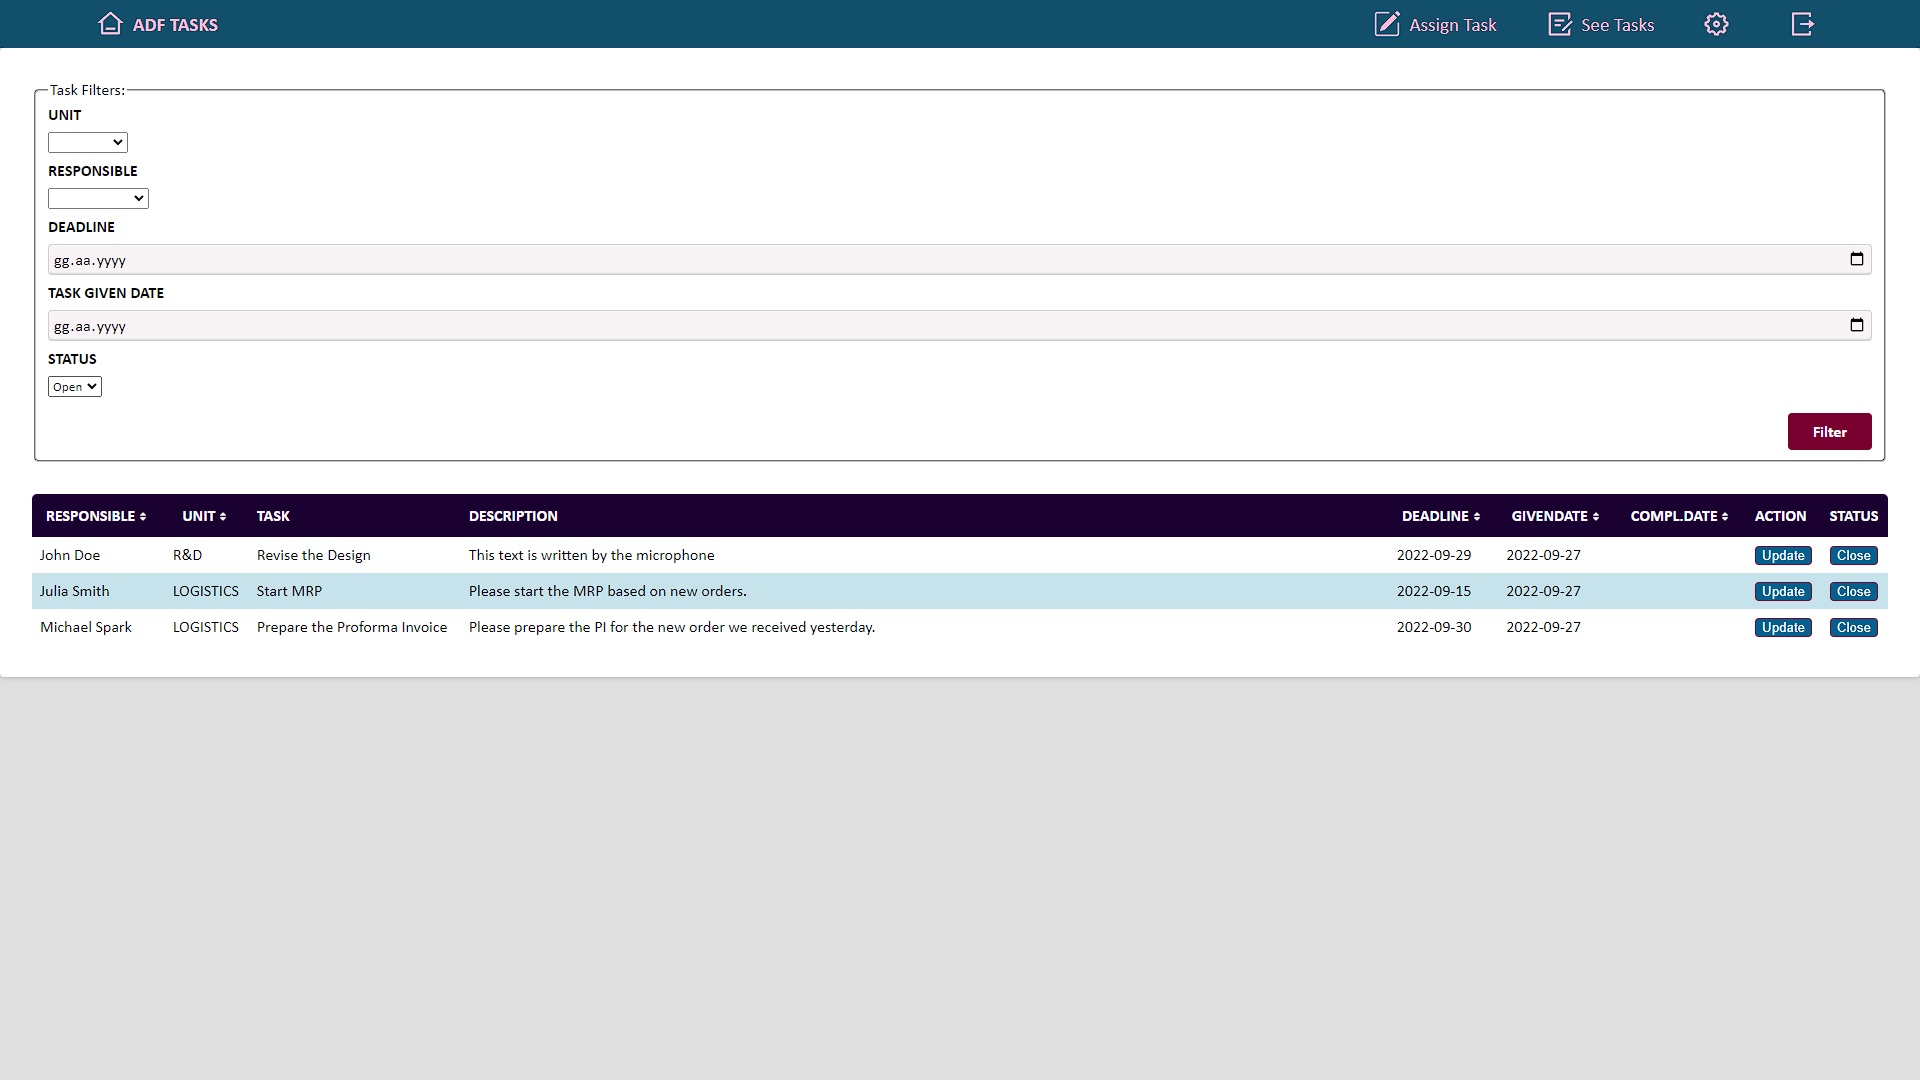 ADF TASKS Assign Task See Tasks
Task Filters:
UNIT
RESPONSIBLE
DEADLINE
gg.aa.yyyy
TASK GIVEN DATE
gg.aa.yyyy
STATUS
Open
Filter
RESPONSIBLE UNIT TASK DESCRIPTION DEADLINE GIVENDATE COMPL.DATE ACTION STATUS
John Doe R&D Revise the Design This text is written by the microphone 2022-09-29 2022-09-27 Update Close
Julia Smith LOGISTICS Start MRP Please start the MRP based on new orders. 2022-09-15 2022-09-27 Update Close
Michael Spark LOGISTICS Prepare the Proforma Invoice Please prepare the PI for the new order we received yesterday. 2022-09-30 2022-09-27 Update Close